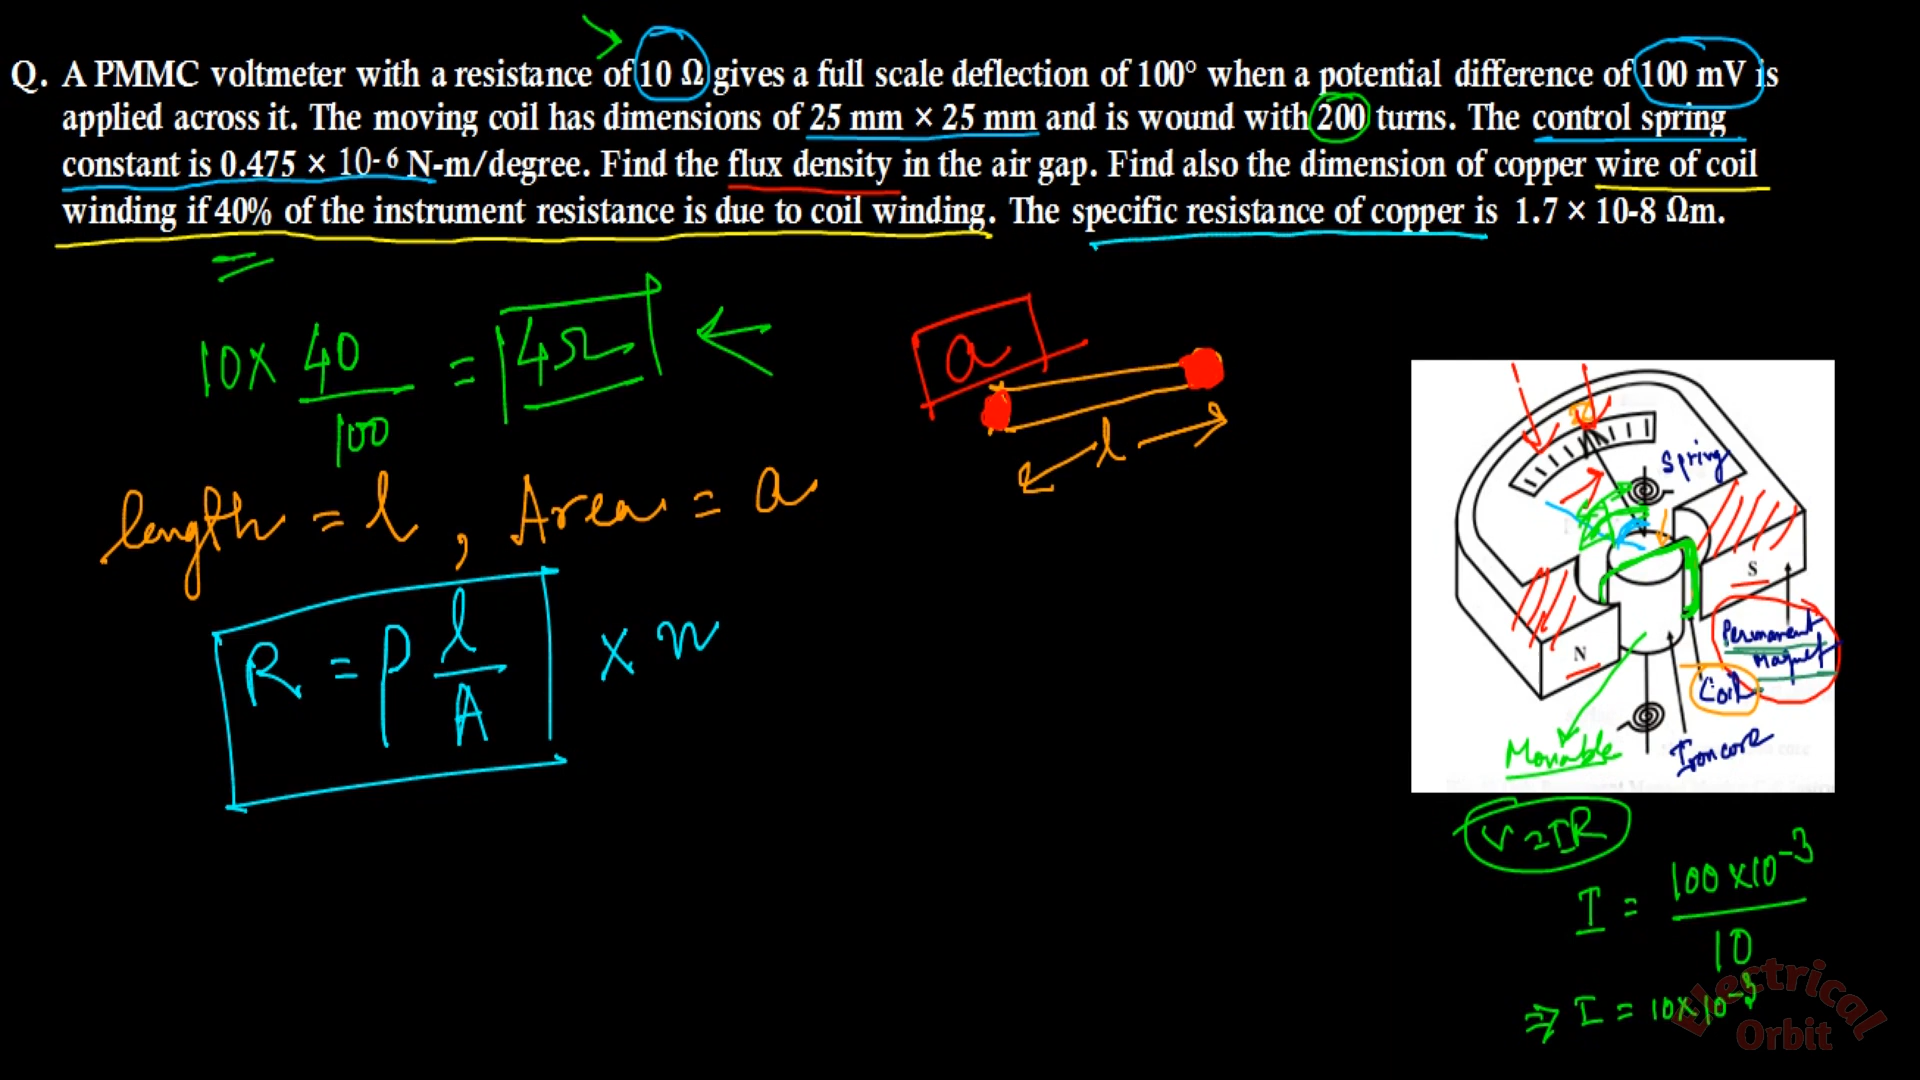 Q. A PMMC voltmeter with a resistance of 10 Ω gives a full scale deflection of 100° when a potential difference of 100 mV is
applied across it. The moving coil has dimensions of 25 mm × 25 mm and is wound with 200 turns. The control spring
constant is 0.475 × 10-6 N-m/degree. Find the flux density in the air gap. Find also the dimension of copper wire of coil
winding if 40% of the instrument resistance is due to coil winding. The specific resistance of copper is 1.7 × 10-8 Ωm.
10 × 40/100 = 4Ω
a
l
length = l, Area = a
R = ρ l/A × n
Spring
S
N
Permanent
Magnet
Coil
Movable
Iron core
V=IR
I = 100×10-3/10
⇒ I = 10×10-3
Electrical
Orbit